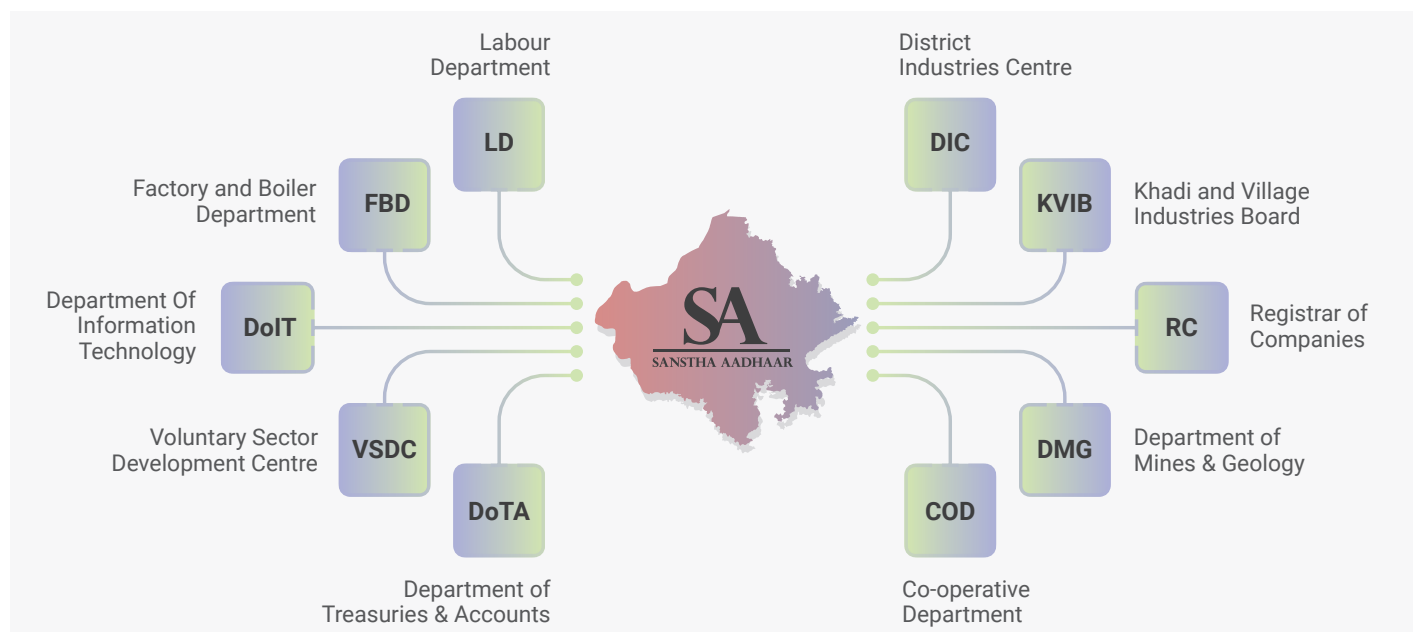 Labour
Department
LD
Factory and Boiler
Department
FBD
Department Of
Information
Technology
DoIT
Voluntary Sector
Development Centre
VSDC
DoTA
Department of
Treasuries & Accounts
SA
SANSTHA AADHAAR
District
Industries Centre
DIC
KVIB
Khadi and Village
Industries Board
RC
Registrar of
Companies
DMG
Department of
Mines & Geology
COD
Co-operative
Department